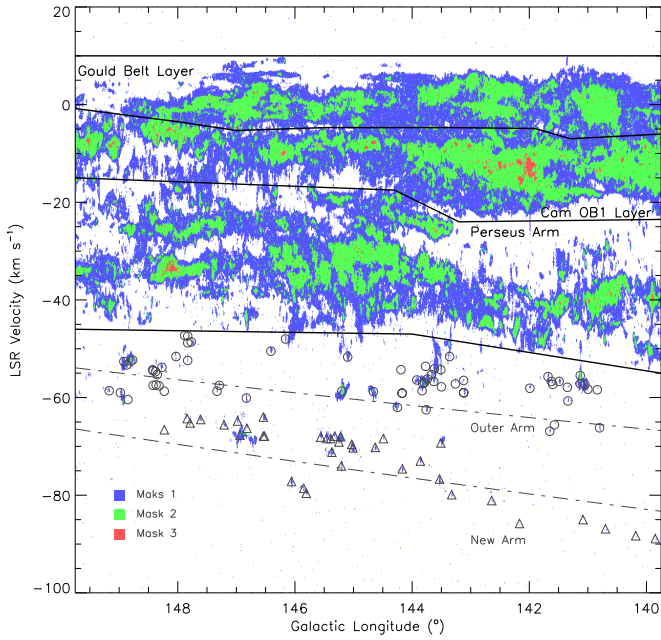 20
0
−20
−40
−60
−80
−100
LSR Velocity (km s⁻¹)
Gould Belt Layer
Cam OB1 Layer
Perseus Arm
Outer Arm
New Arm
Maks 1
Mask 2
Mask 3
148
146
144
142
140
Galactic Longitude (°)